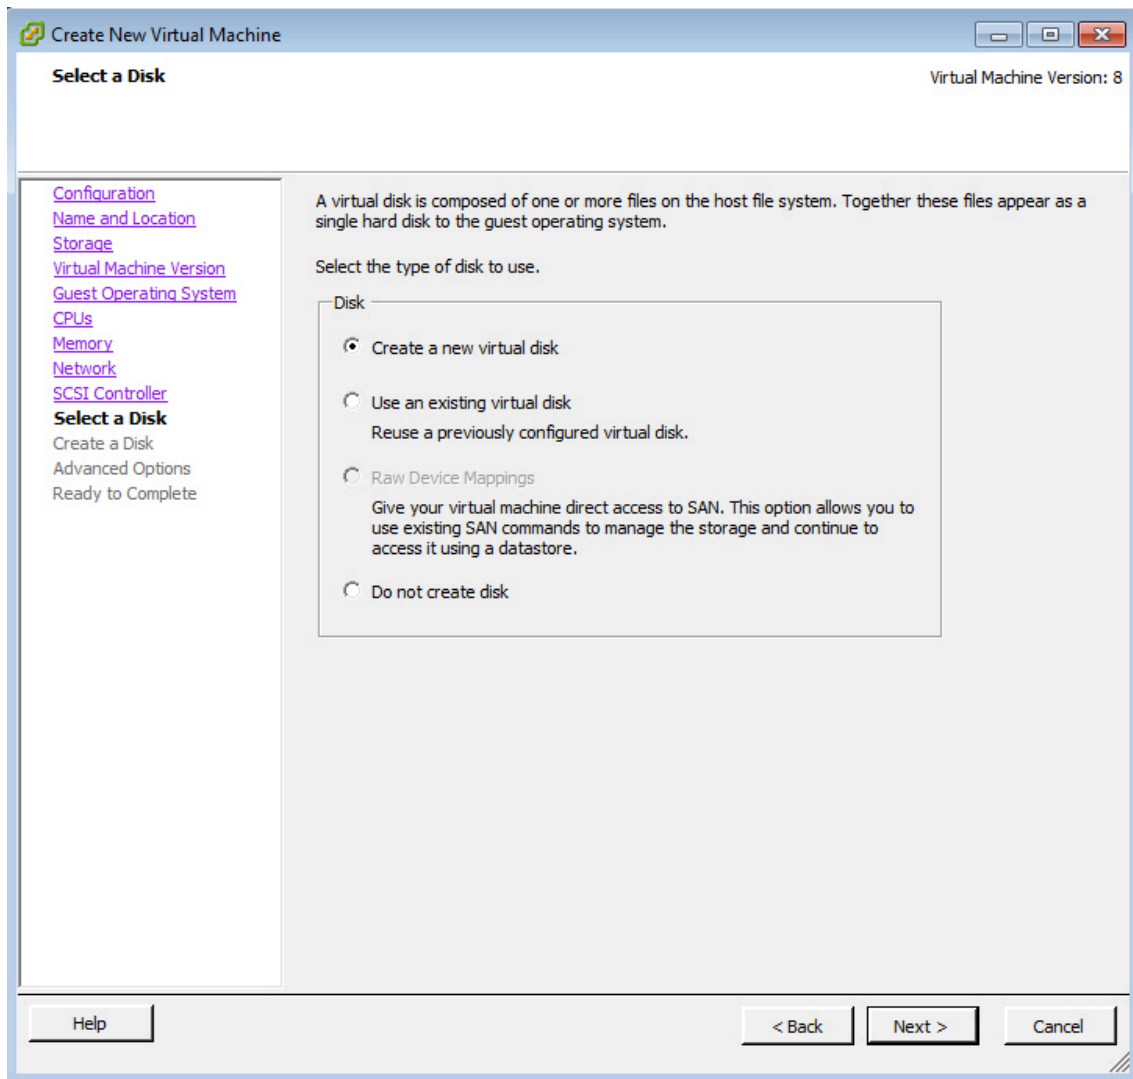 Create New Virtual Machine
Select a Disk
Virtual Machine Version: 8
Configuration
Name and Location
Storage
Virtual Machine Version
Guest Operating System
CPUs
Memory
Network
SCSI Controller
Select a Disk
Create a Disk
Advanced Options
Ready to Complete
A virtual disk is composed of one or more files on the host file system. Together these files appear as a
single hard disk to the guest operating system.
Select the type of disk to use.
Disk
Create a new virtual disk
Use an existing virtual disk
Reuse a previously configured virtual disk.
Raw Device Mappings
Give your virtual machine direct access to SAN. This option allows you to
use existing SAN commands to manage the storage and continue to
access it using a datastore.
Do not create disk
Help
< Back
Next >
Cancel